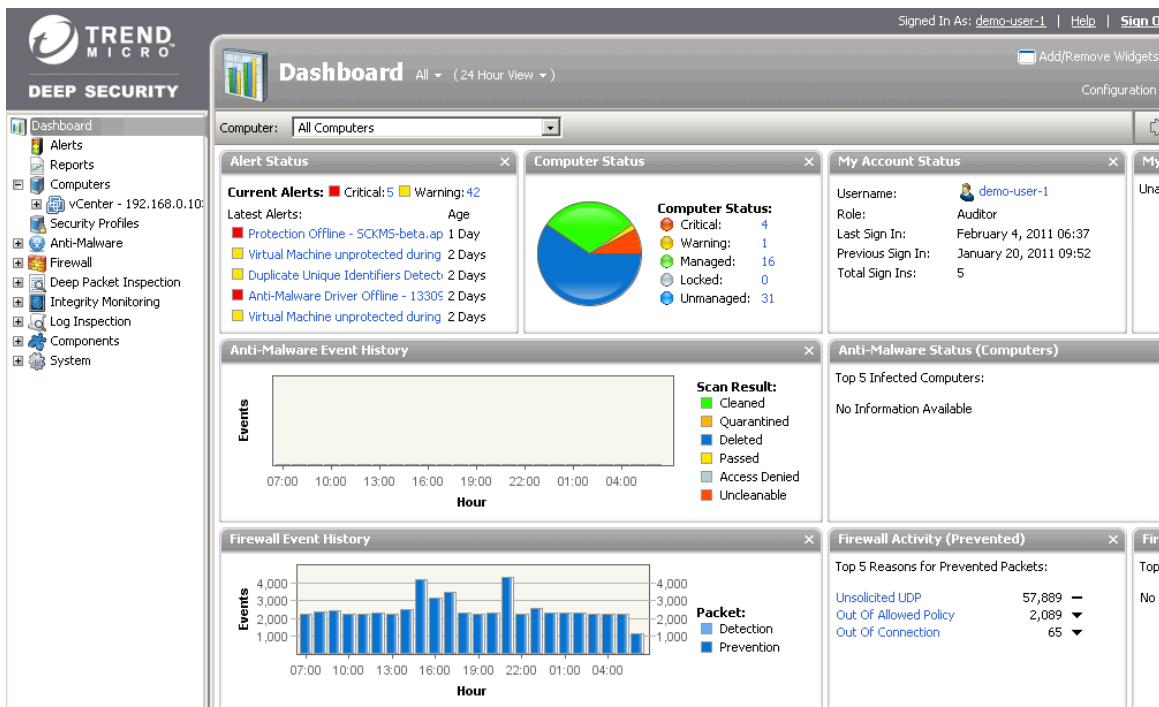 Signed In As: demo-user-1 | Help | Sign O
TREND
MICRO™
DEEP SECURITY
Dashboard All (24 Hour View)
Add/Remove Widgets
Configuration
Computer: All Computers
Dashboard
Alerts
Reports
Computers
vCenter - 192.168.0.10
Security Profiles
Anti-Malware
Firewall
Deep Packet Inspection
Integrity Monitoring
Log Inspection
Components
System
Alert Status
Current Alerts: Critical: 5 Warning: 42
Latest Alerts: Age
Protection Offline - SCKMS-beta.ap 1 Day
Virtual Machine unprotected during 2 Days
Duplicate Unique Identifiers Detect 2 Days
Anti-Malware Driver Offline - 13309 2 Days
Virtual Machine unprotected during 2 Days
Computer Status
Computer Status:
Critical: 4
Warning: 1
Managed: 16
Locked: 0
Unmanaged: 31
My Account Status
Username: demo-user-1
Role: Auditor
Last Sign In: February 4, 2011 06:37
Previous Sign In: January 20, 2011 09:52
Total Sign Ins: 5
My
Una
Anti-Malware Event History
Events
07:00 10:00 13:00 16:00 19:00 22:00 01:00 04:00
Hour
Scan Result:
Cleaned
Quarantined
Deleted
Passed
Access Denied
Uncleanable
Anti-Malware Status (Computers)
Top 5 Infected Computers:
No Information Available
Firewall Event History
Events
4,000 4,000
3,000 3,000
2,000 2,000
1,000 1,000
07:00 10:00 13:00 16:00 19:00 22:00 01:00 04:00
Hour
Packet:
Detection
Prevention
Firewall Activity (Prevented)
Top 5 Reasons for Prevented Packets:
Unsolicited UDP 57,889
Out Of Allowed Policy 2,089
Out Of Connection 65
Fir
Top
No